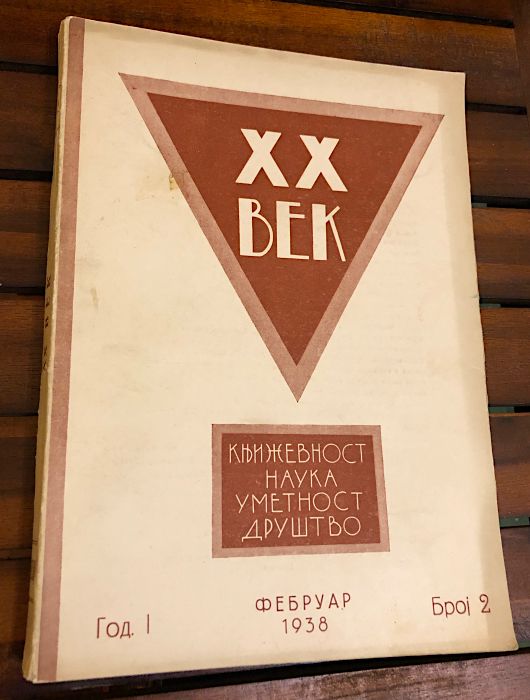 XX
ВЕК
КЊИЖЕВНОСТ
НАУКА
УМЕТНОСТ
ДРУШТВО
Год. I
ФЕБРУАР
1938
Број 2